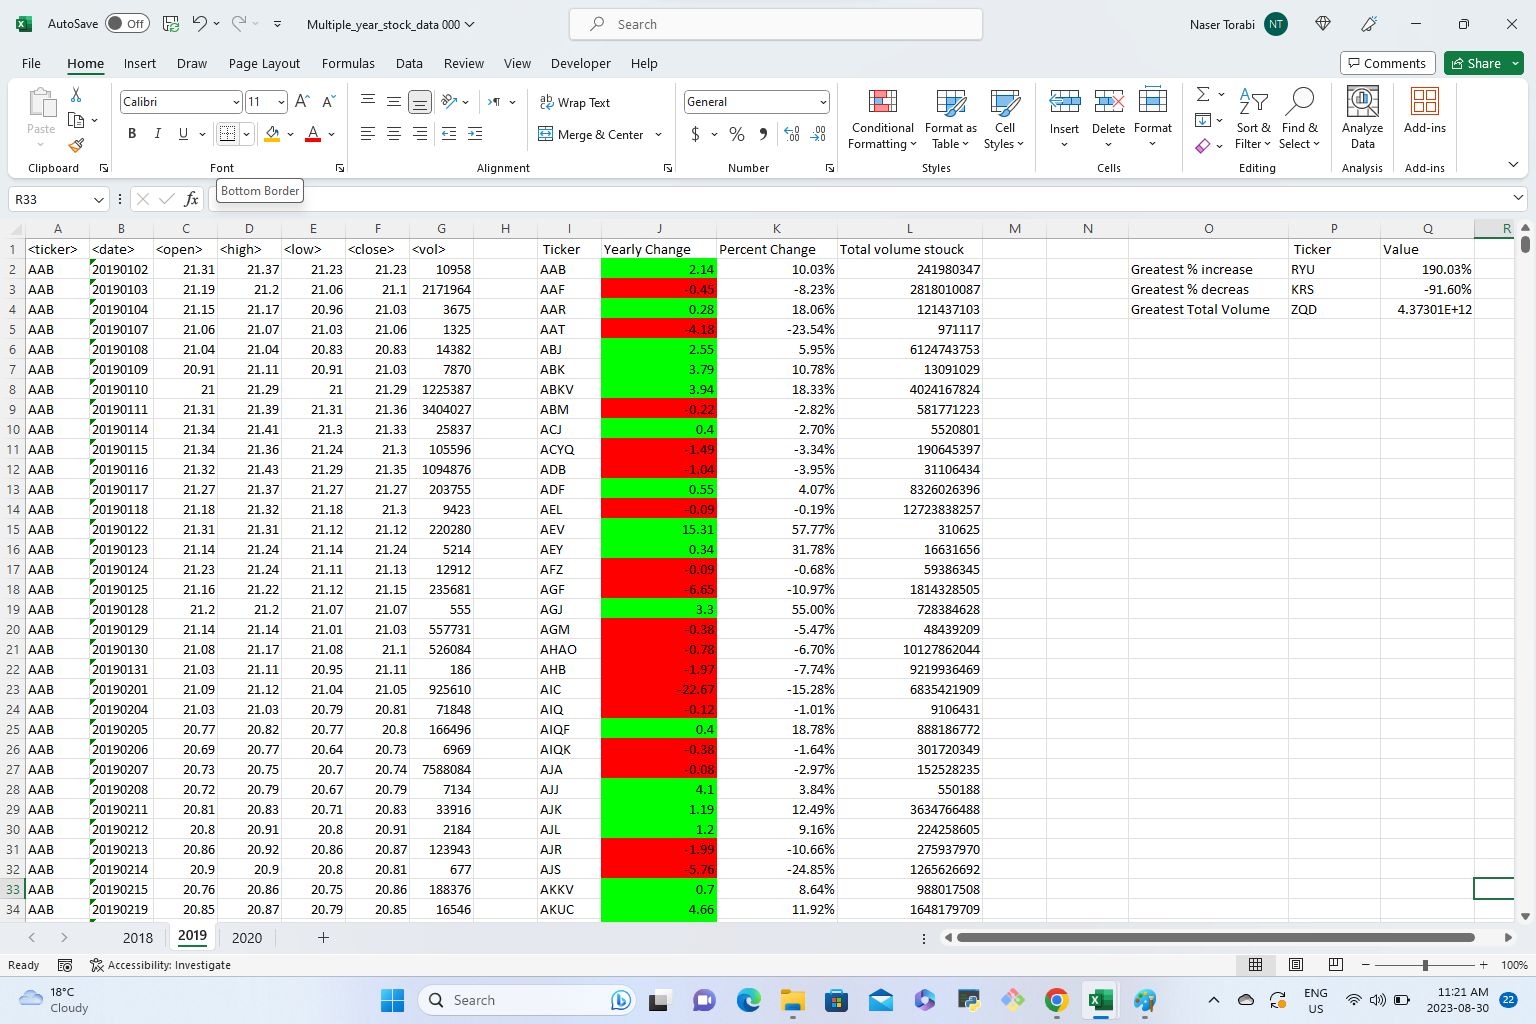 AutoSave Off Multiple_year_stock_data 000 Search Naser Torabi NT
File Home Insert Draw Page Layout Formulas Data Review View Developer Help Comments Share
Paste Calibri 11 Wrap Text General Conditional Formatting Format as Table Cell Styles Insert Delete Format Sort & Filter Find & Select Analyze Data Add-ins
B I U Merge & Center $ %
Clipboard Font Alignment Number Styles Cells Editing Analysis Add-ins
R33 fx Bottom Border
A B C D E F G H I J K L M N O P Q R
1 <ticker> <date> <open> <high> <low> <close> <vol> Ticker Yearly Change Percent Change Total volume stouck Ticker Value
2 AAB 20190102 21.31 21.37 21.23 21.23 10958 AAB 2.14 10.03% 241980347 Greatest % increase RYU 190.03%
3 AAB 20190103 21.19 21.2 21.06 21.1 2171964 AAF -0.45 -8.23% 2818010087 Greatest % decreas KRS -91.60%
4 AAB 20190104 21.15 21.17 20.96 21.03 3675 AAR 0.28 18.06% 121437103 Greatest Total Volume ZQD 4.37301E+12
5 AAB 20190107 21.06 21.07 21.03 21.06 1325 AAT -4.18 -23.54% 971117
6 AAB 20190108 21.04 21.04 20.83 20.83 14382 ABJ 2.55 5.95% 6124743753
7 AAB 20190109 20.91 21.11 20.91 21.03 7870 ABK 3.79 10.78% 13091029
8 AAB 20190110 21 21.29 21 21.29 1225387 ABKV 3.94 18.33% 4024167824
9 AAB 20190111 21.31 21.39 21.31 21.36 3404027 ABM -0.22 -2.82% 581771223
10 AAB 20190114 21.34 21.41 21.3 21.33 25837 ACJ 0.4 2.70% 5520801
11 AAB 20190115 21.34 21.36 21.24 21.3 105596 ACYQ -1.49 -3.34% 190645397
12 AAB 20190116 21.32 21.43 21.29 21.35 1094876 ADB -1.04 -3.95% 31106434
13 AAB 20190117 21.27 21.37 21.27 21.27 203755 ADF 0.55 4.07% 8326026396
14 AAB 20190118 21.18 21.32 21.18 21.3 9423 AEL -0.09 -0.19% 12723838257
15 AAB 20190122 21.31 21.31 21.12 21.12 220280 AEV 15.31 57.77% 310625
16 AAB 20190123 21.14 21.24 21.14 21.24 5214 AEY 0.34 31.78% 16631656
17 AAB 20190124 21.23 21.24 21.11 21.13 12912 AFZ -0.09 -0.68% 59386345
18 AAB 20190125 21.16 21.22 21.12 21.15 235681 AGF -6.65 -10.97% 1814328505
19 AAB 20190128 21.2 21.2 21.07 21.07 555 AGJ 3.3 55.00% 728384628
20 AAB 20190129 21.14 21.14 21.01 21.03 557731 AGM -0.38 -5.47% 48439209
21 AAB 20190130 21.08 21.17 21.08 21.1 526084 AHAO -0.78 -6.70% 10127862044
22 AAB 20190131 21.03 21.11 20.95 21.11 186 AHB -1.97 -7.74% 9219936469
23 AAB 20190201 21.09 21.12 21.04 21.05 925610 AIC -22.67 -15.28% 6835421909
24 AAB 20190204 21.03 21.03 20.79 20.81 71848 AIQ -0.12 -1.01% 9106431
25 AAB 20190205 20.77 20.82 20.77 20.8 166496 AIQF 0.4 18.78% 888186772
26 AAB 20190206 20.69 20.77 20.64 20.73 6969 AIQK -0.38 -1.64% 301720349
27 AAB 20190207 20.73 20.75 20.7 20.74 7588084 AJA -0.08 -2.97% 152528235
28 AAB 20190208 20.72 20.79 20.67 20.79 7134 AJJ 4.1 3.84% 550188
29 AAB 20190211 20.81 20.83 20.71 20.83 33916 AJK 1.19 12.49% 3634766488
30 AAB 20190212 20.8 20.91 20.8 20.91 2184 AJL 1.2 9.16% 224258605
31 AAB 20190213 20.86 20.92 20.86 20.87 123943 AJR -1.99 -10.66% 275937970
32 AAB 20190214 20.9 20.9 20.8 20.81 677 AJS -5.76 -24.85% 1265626692
33 AAB 20190215 20.76 20.86 20.75 20.86 188376 AKKV 0.7 8.64% 988017508
34 AAB 20190219 20.85 20.87 20.79 20.85 16546 AKUC 4.66 11.92% 1648179709
2018 2019 2020
Ready Accessibility: Investigate 100%
18°C Cloudy Search ENG US 11:21 AM 2023-08-30 22